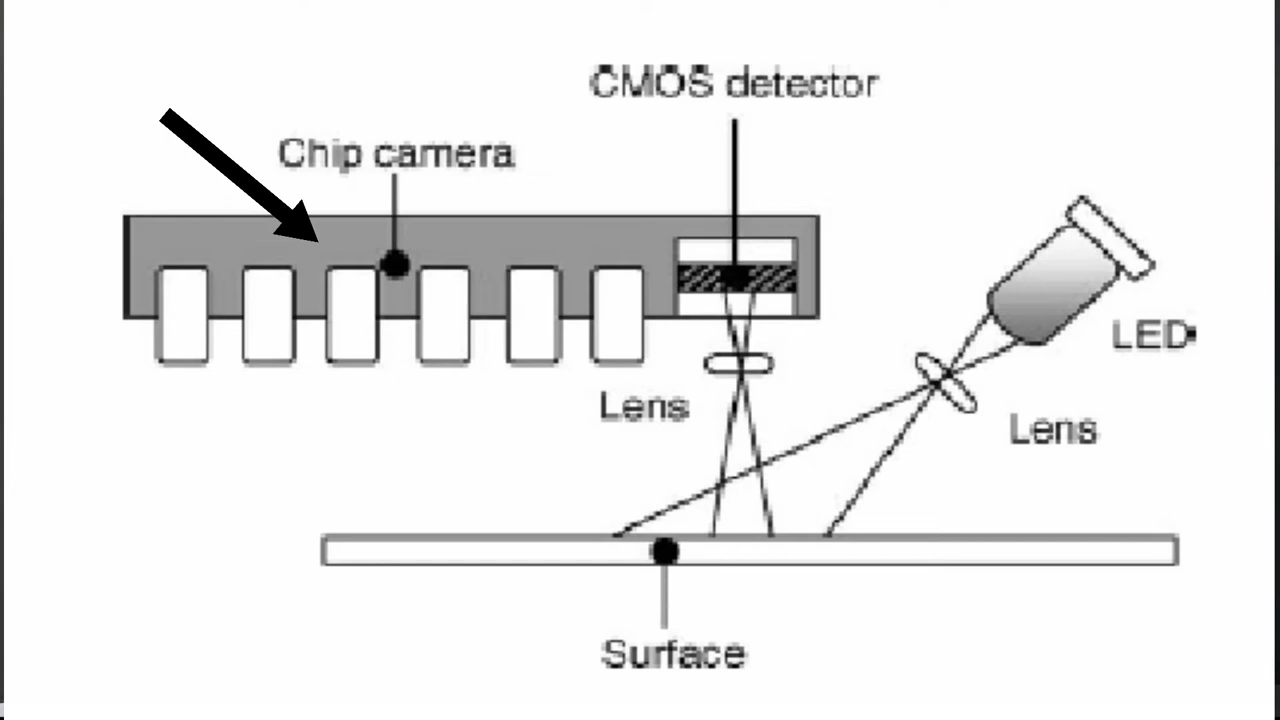 CMOS detector
Chip camera
LED
Lens
Lens
Surface